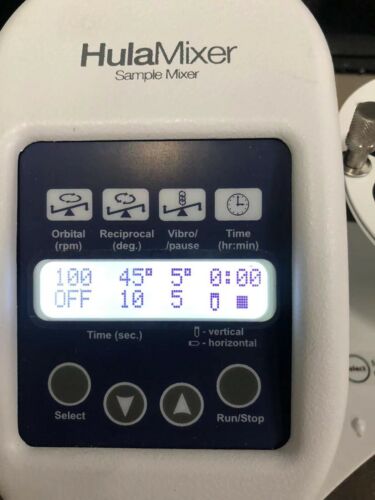 HulaMixer
Sample Mixer
Orbital (rpm)
Reciprocal (deg.)
Vibro/ /pause
Time (hr:min)
100 45° 5° 0:00
OFF 10 5
Time (sec.)
- vertical
- horizontal
Select
Run/Stop